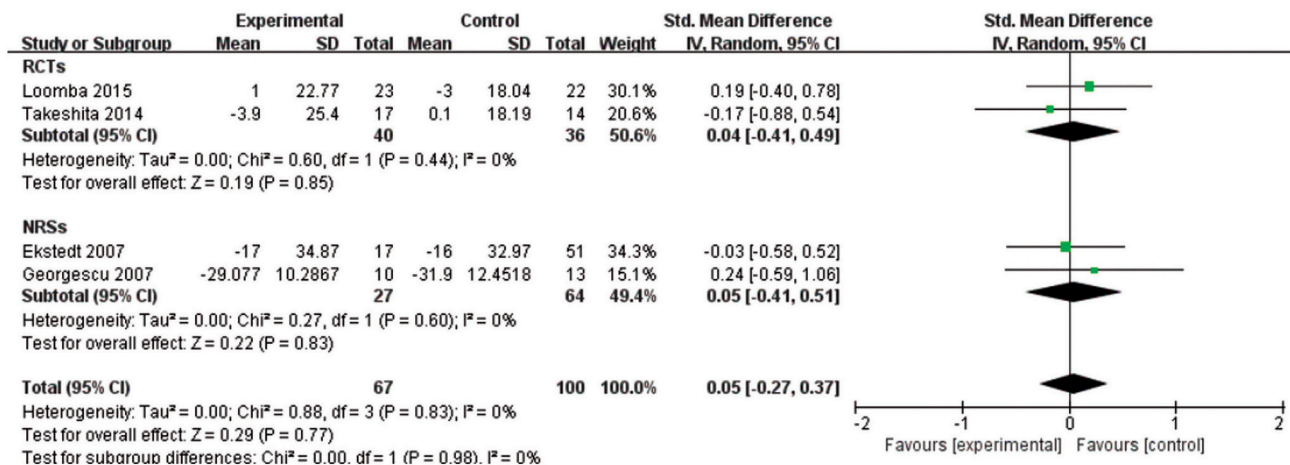 Experimental Control Std. Mean Difference Std. Mean Difference
Study or Subgroup Mean SD Total Mean SD Total Weight IV, Random, 95% CI IV, Random, 95% CI
RCTs
Loomba 2015 1 22.77 23 -3 18.04 22 30.1% 0.19 [-0.40, 0.78]
Takeshita 2014 -3.9 25.4 17 0.1 18.19 14 20.6% -0.17 [-0.88, 0.54]
Subtotal (95% CI) 40 36 50.6% 0.04 [-0.41, 0.49]
Heterogeneity: Tau² = 0.00; Chi² = 0.60, df = 1 (P = 0.44); I² = 0%
Test for overall effect: Z = 0.19 (P = 0.85)
NRSs
Ekstedt 2007 -17 34.87 17 -16 32.97 51 34.3% -0.03 [-0.58, 0.52]
Georgescu 2007 -29.077 10.2867 10 -31.9 12.4518 13 15.1% 0.24 [-0.59, 1.06]
Subtotal (95% CI) 27 64 49.4% 0.05 [-0.41, 0.51]
Heterogeneity: Tau² = 0.00; Chi² = 0.27, df = 1 (P = 0.60); I² = 0%
Test for overall effect: Z = 0.22 (P = 0.83)
Total (95% CI) 67 100 100.0% 0.05 [-0.27, 0.37]
Heterogeneity: Tau² = 0.00; Chi² = 0.88, df = 3 (P = 0.83); I² = 0%
Test for overall effect: Z = 0.29 (P = 0.77)
Test for subgroup differences: Chi² = 0.00, df = 1 (P = 0.98), I² = 0%
-2 -1 0 1 2
Favours [experimental] Favours [control]